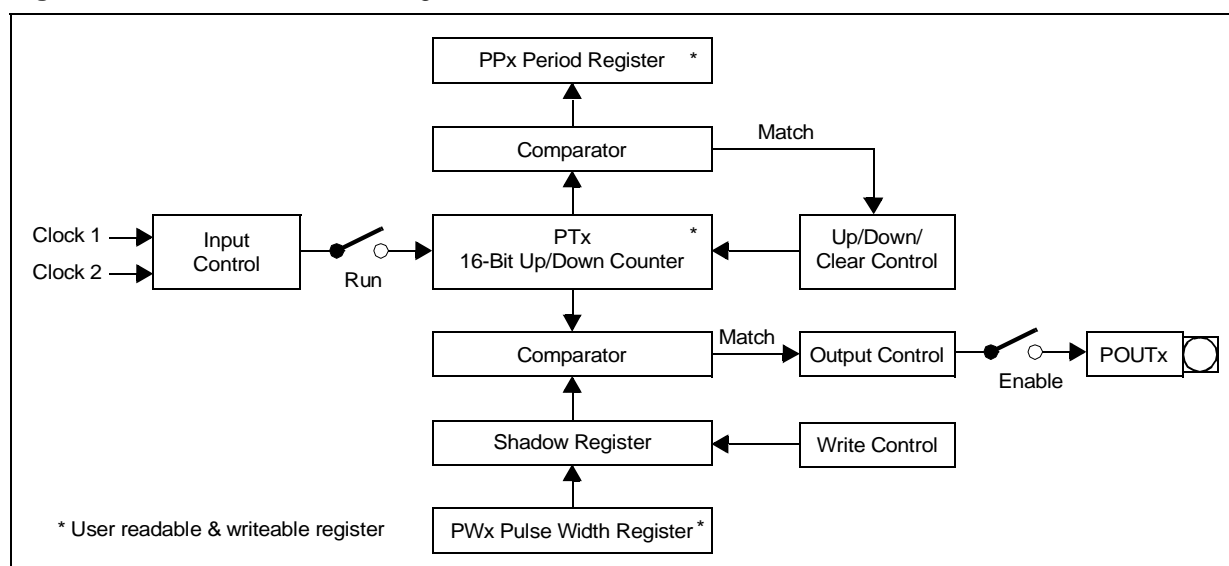 PPx Period Register *
Comparator
Match
Clock 1
Clock 2
Input
Control
Run
PTx *
16-Bit Up/Down Counter
Up/Down/
Clear Control
Comparator
Match
Output Control
Enable
POUTx
Shadow Register
Write Control
* User readable & writeable register
PWx Pulse Width Register *